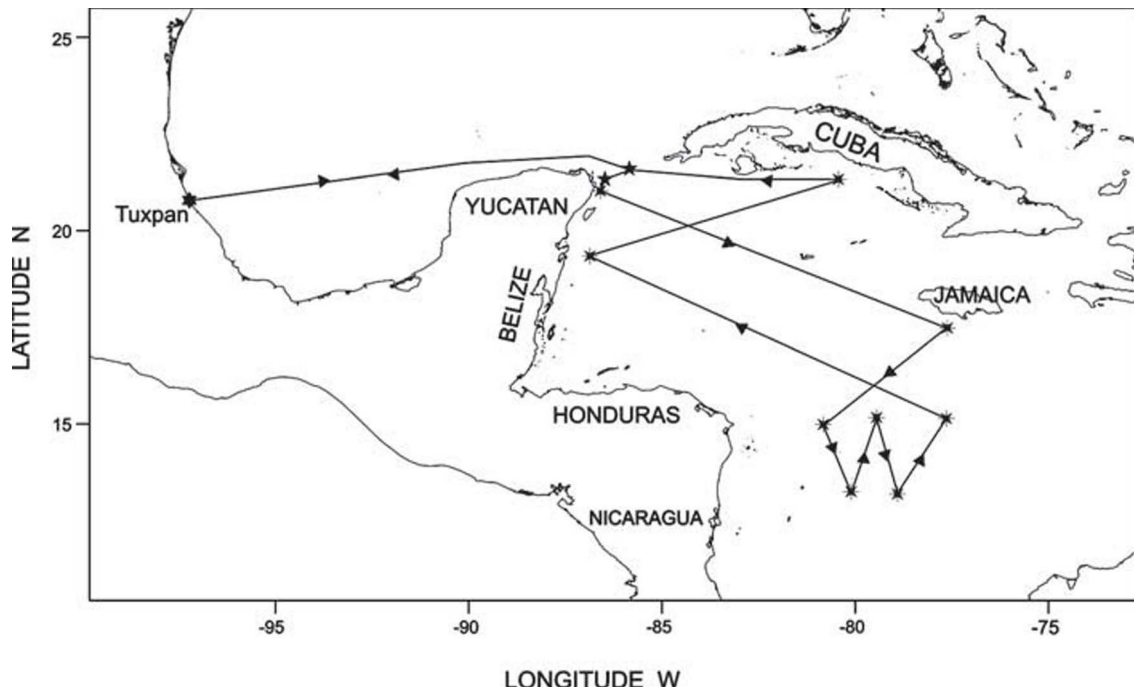 25
CUBA
Tuxpan
YUCATAN
20
LATITUDE N
BELIZE
JAMAICA
15
HONDURAS
NICARAGUA
-95
-90
-85
-80
-75
LONGITUDE W